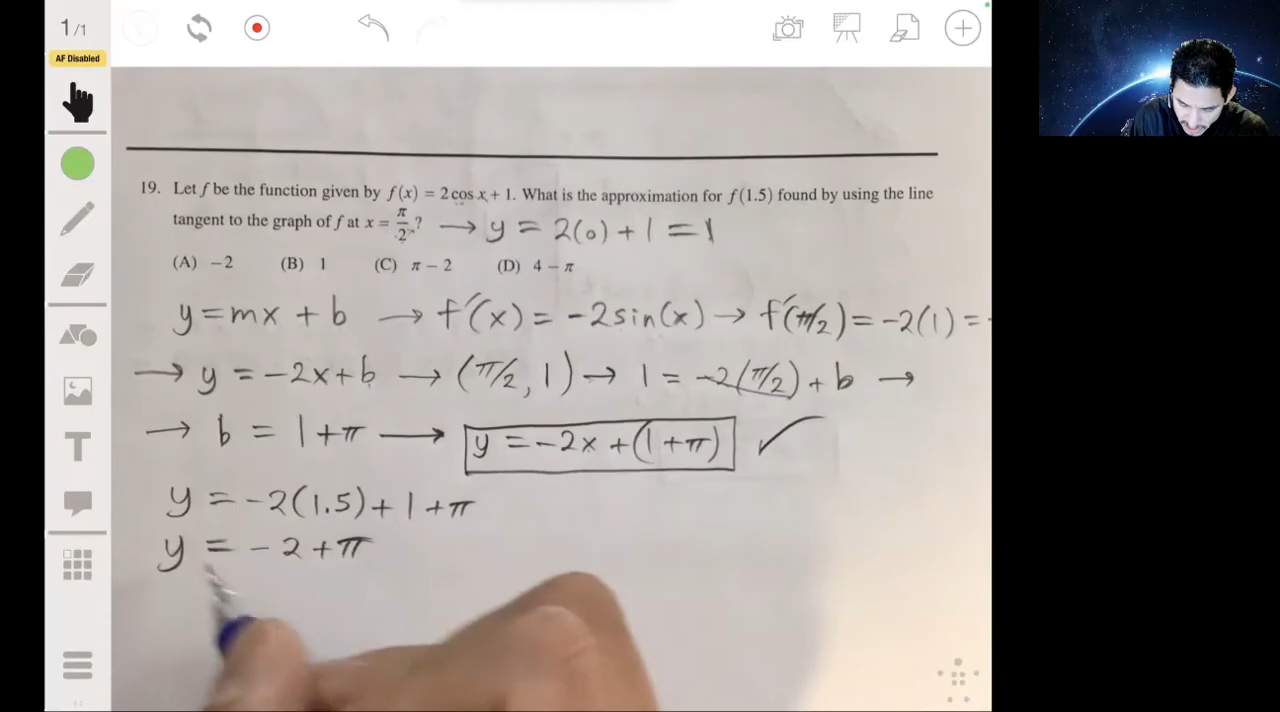 1/1
AF Disabled
19. Let f be the function given by f(x) = 2 cos x + 1. What is the approximation for f(1.5) found by using the line
tangent to the graph of f at x = π/2? → y = 2(0) + 1 = 1
(A) −2 (B) 1 (C) π − 2 (D) 4 − π
y = mx + b → f'(x) = -2sin(x) → f'(π/2) = -2(1) =
→ y = -2x + b → (π/2, 1) → 1 = -2(π/2) + b →
→ b = 1 + π → y = -2x + (1 + π) ✓
y = -2(1.5) + 1 + π
y = -2 + π
T